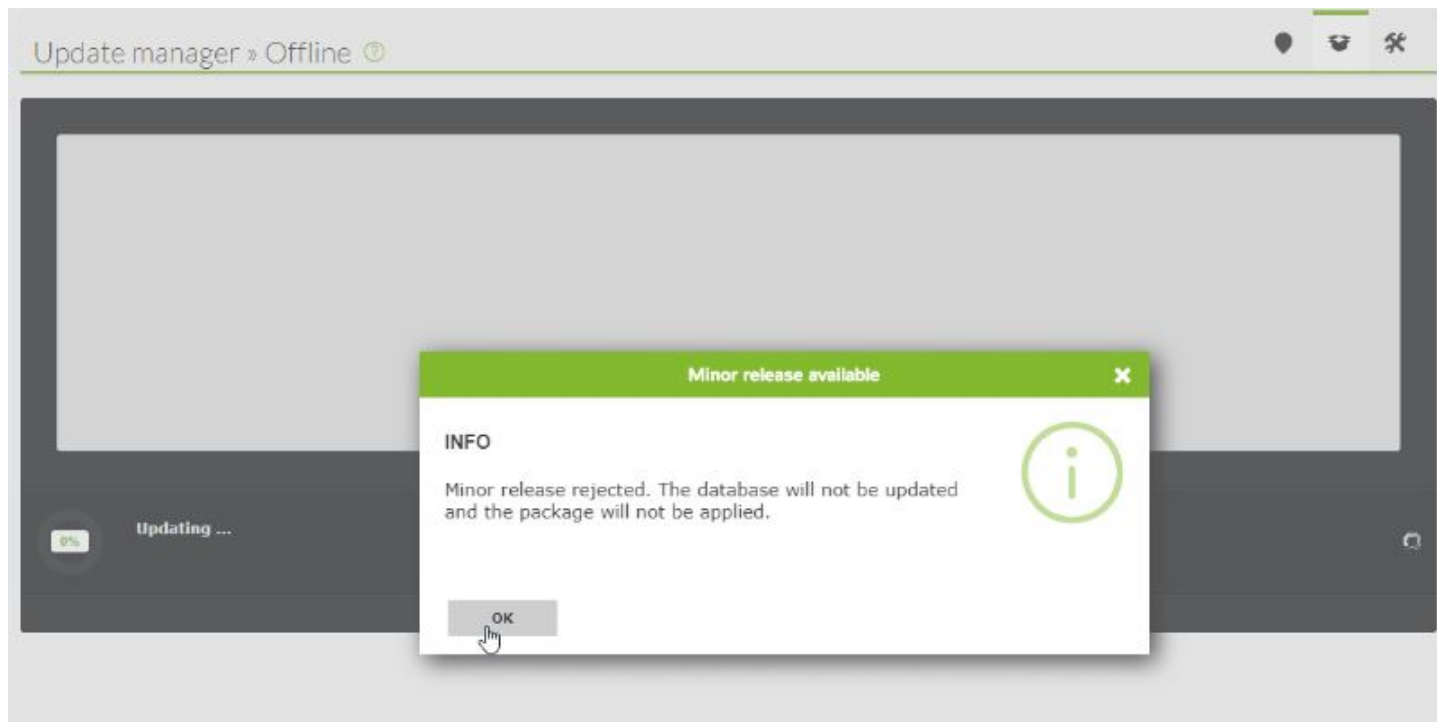 Update manager » Offline
Minor release available
INFO
Minor release rejected. The database will not be updated
and the package will not be applied.
0%
Updating ...
OK